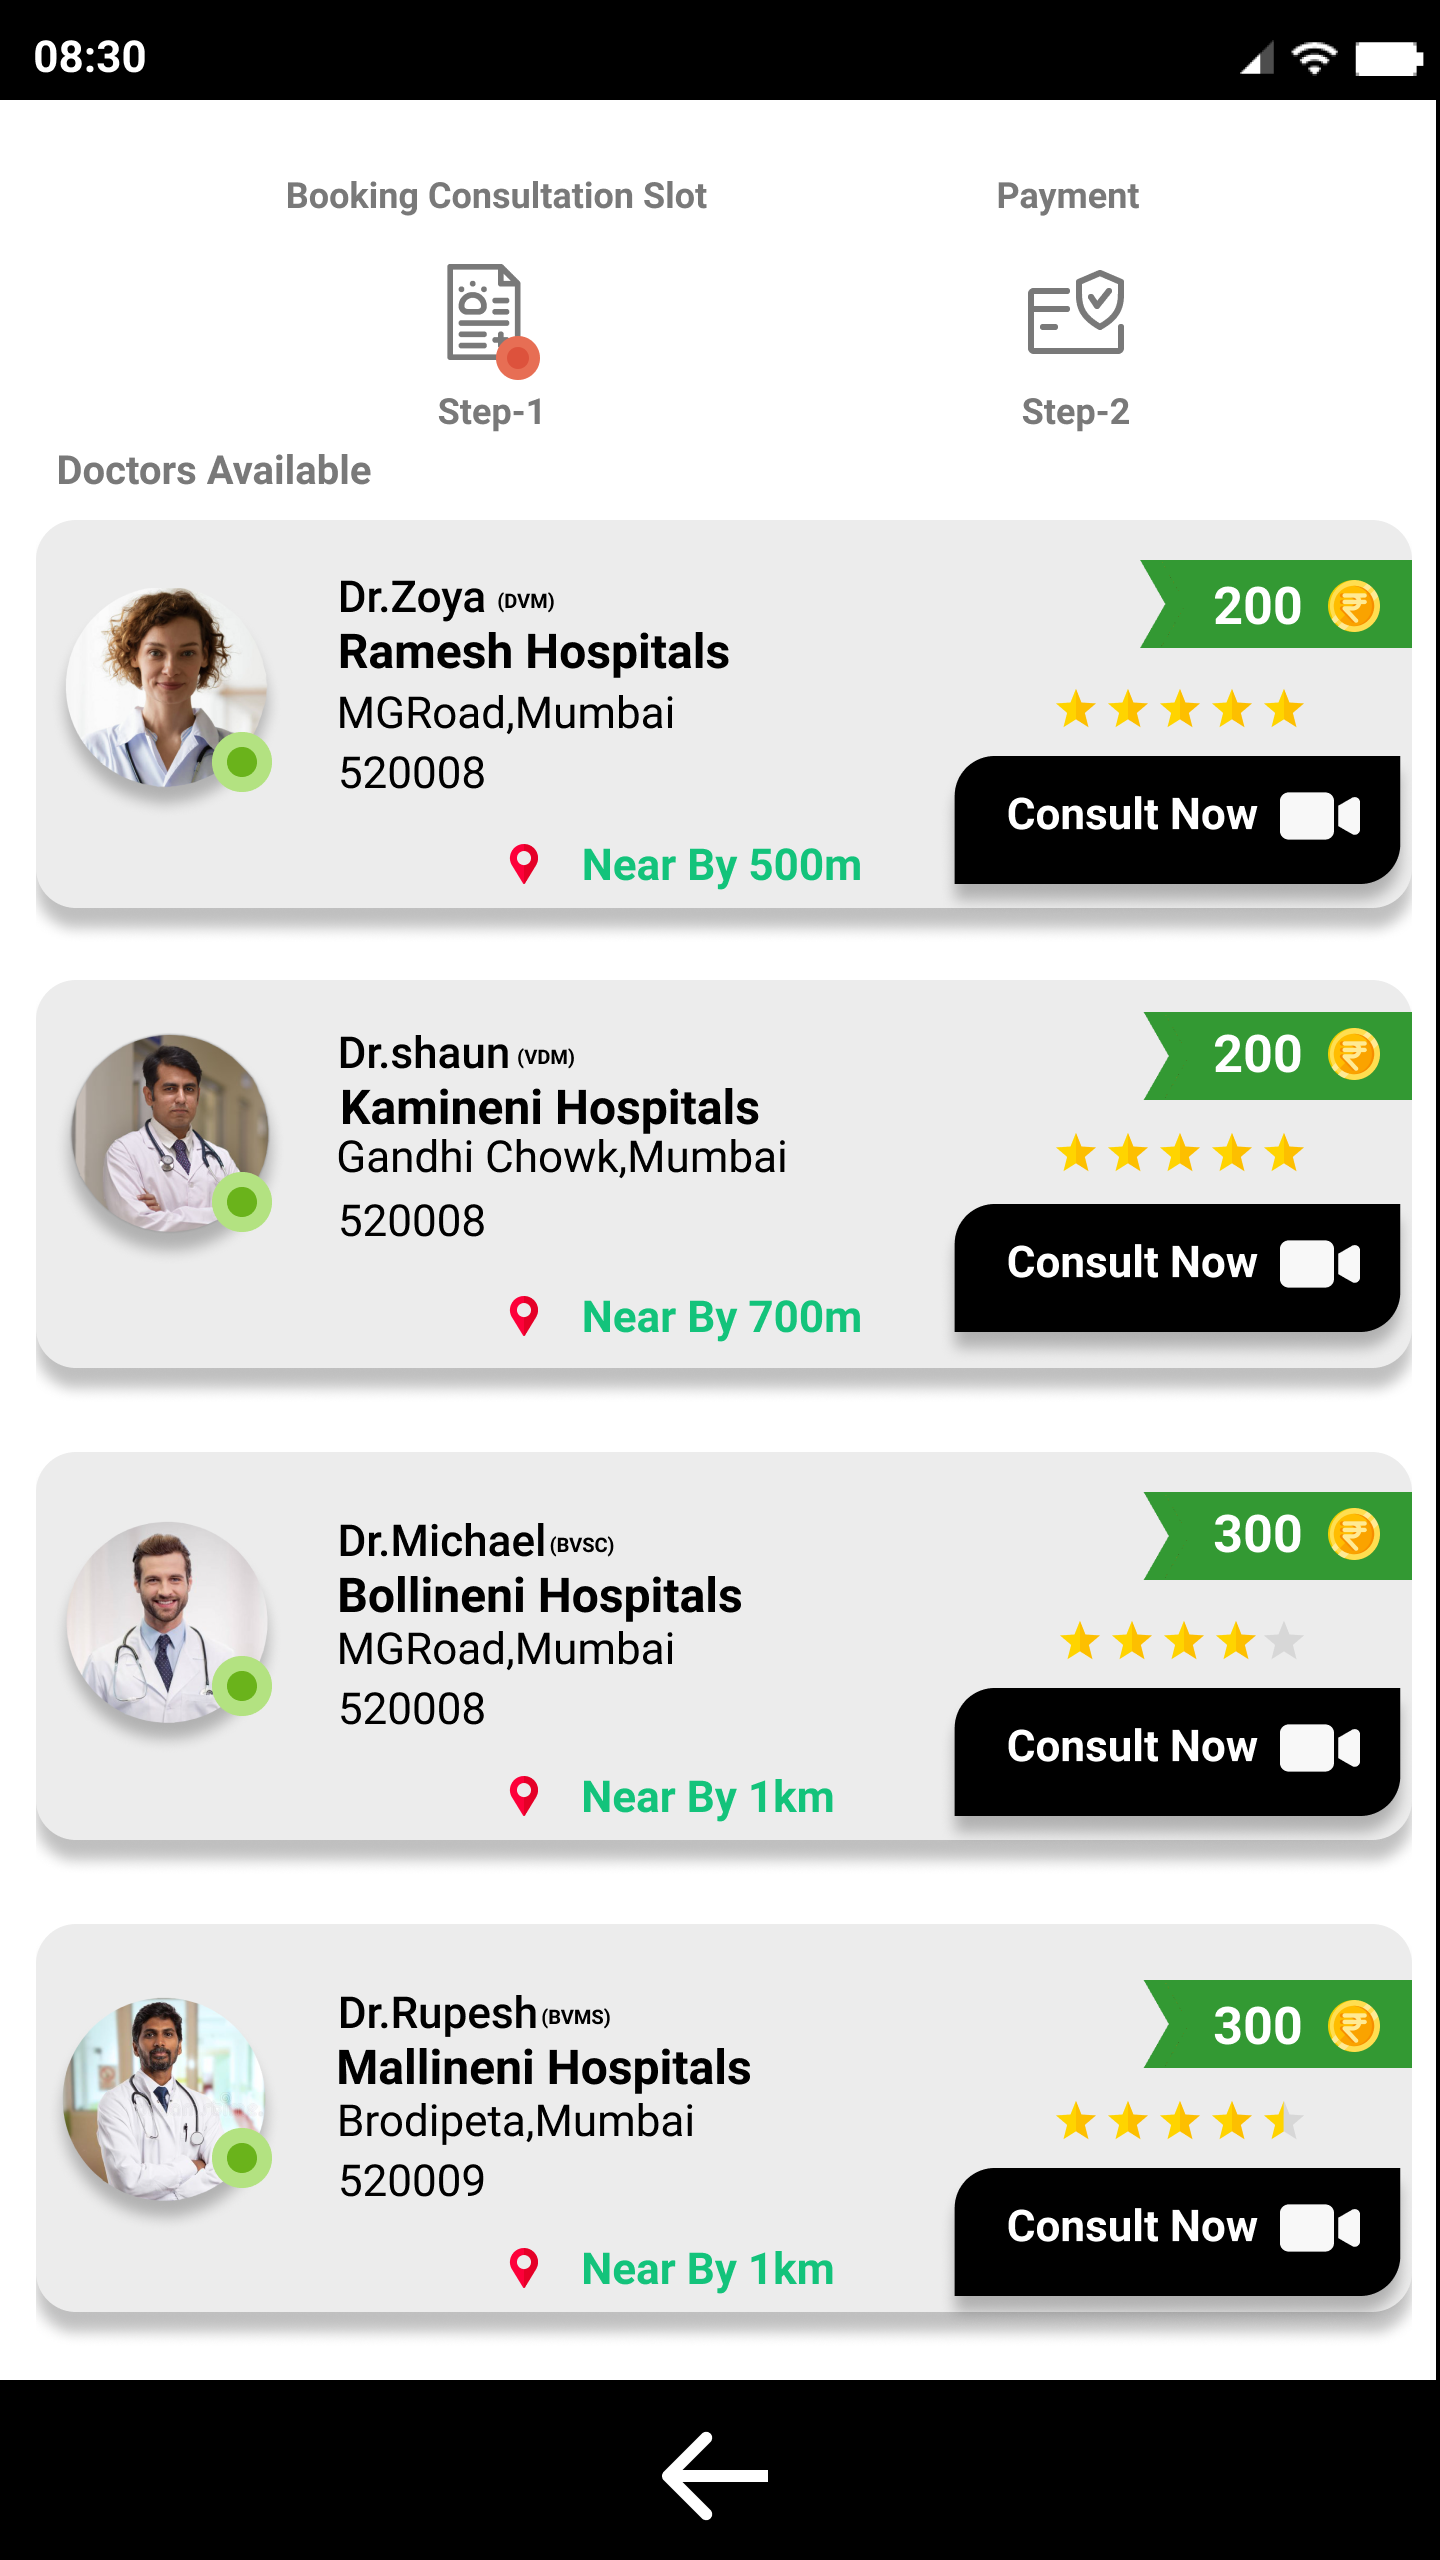 08:30
Booking Consultation Slot
Payment
Step-1
Step-2
Doctors Available
Dr.Zoya (DVM)
200
Ramesh Hospitals
MGRoad,Mumbai
520008
Consult Now
Near By 500m
Dr.shaun (VDM)
200
Kamineni Hospitals
Gandhi Chowk,Mumbai
520008
Consult Now
Near By 700m
Dr.Michael (BVSC)
300
Bollineni Hospitals
MGRoad,Mumbai
520008
Consult Now
Near By 1km
Dr.Rupesh (BVMS)
300
Mallineni Hospitals
Brodipeta,Mumbai
520009
Consult Now
Near By 1km